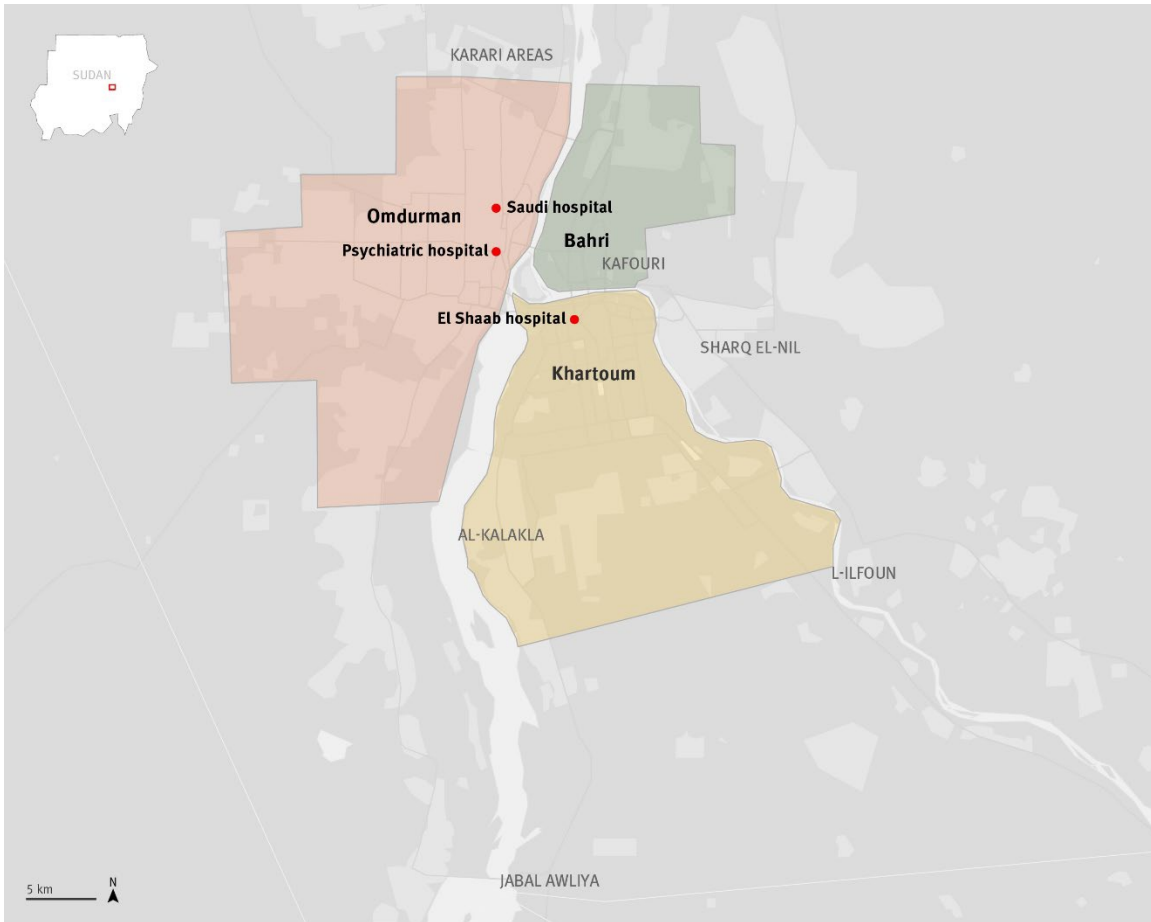 KARARI AREAS
SUDAN
Saudi hospital
Omdurman
Bahri
Psychiatric hospital
KAFOURI
El Shaab hospital
SHARQ EL-NIL
Khartoum
AL-KALAKLA
L-ILFOUN
JABAL AWLIYA
5 km
N